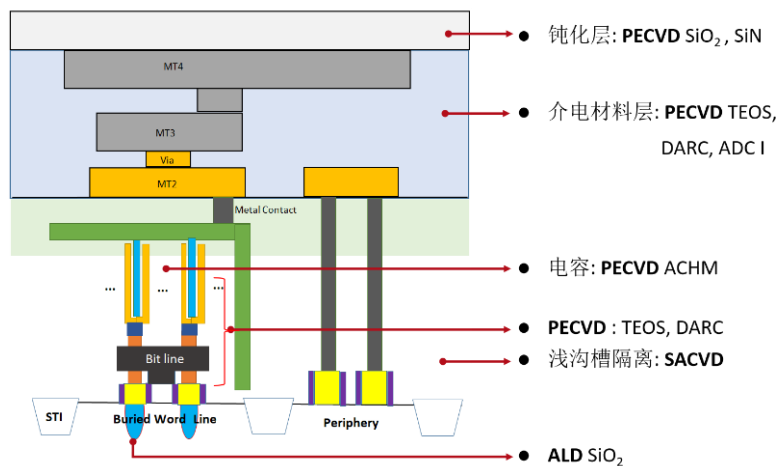 钝化层: PECVD SiO₂ , SiN
MT4
介电材料层: PECVD TEOS,
DARC, ADC I
MT3
Via
MT2
Metal Contact
电容: PECVD ACHM
... ... ...
PECVD : TEOS, DARC
Bit line
浅沟槽隔离: SACVD
STI
Buried Word Line
Periphery
ALD SiO₂